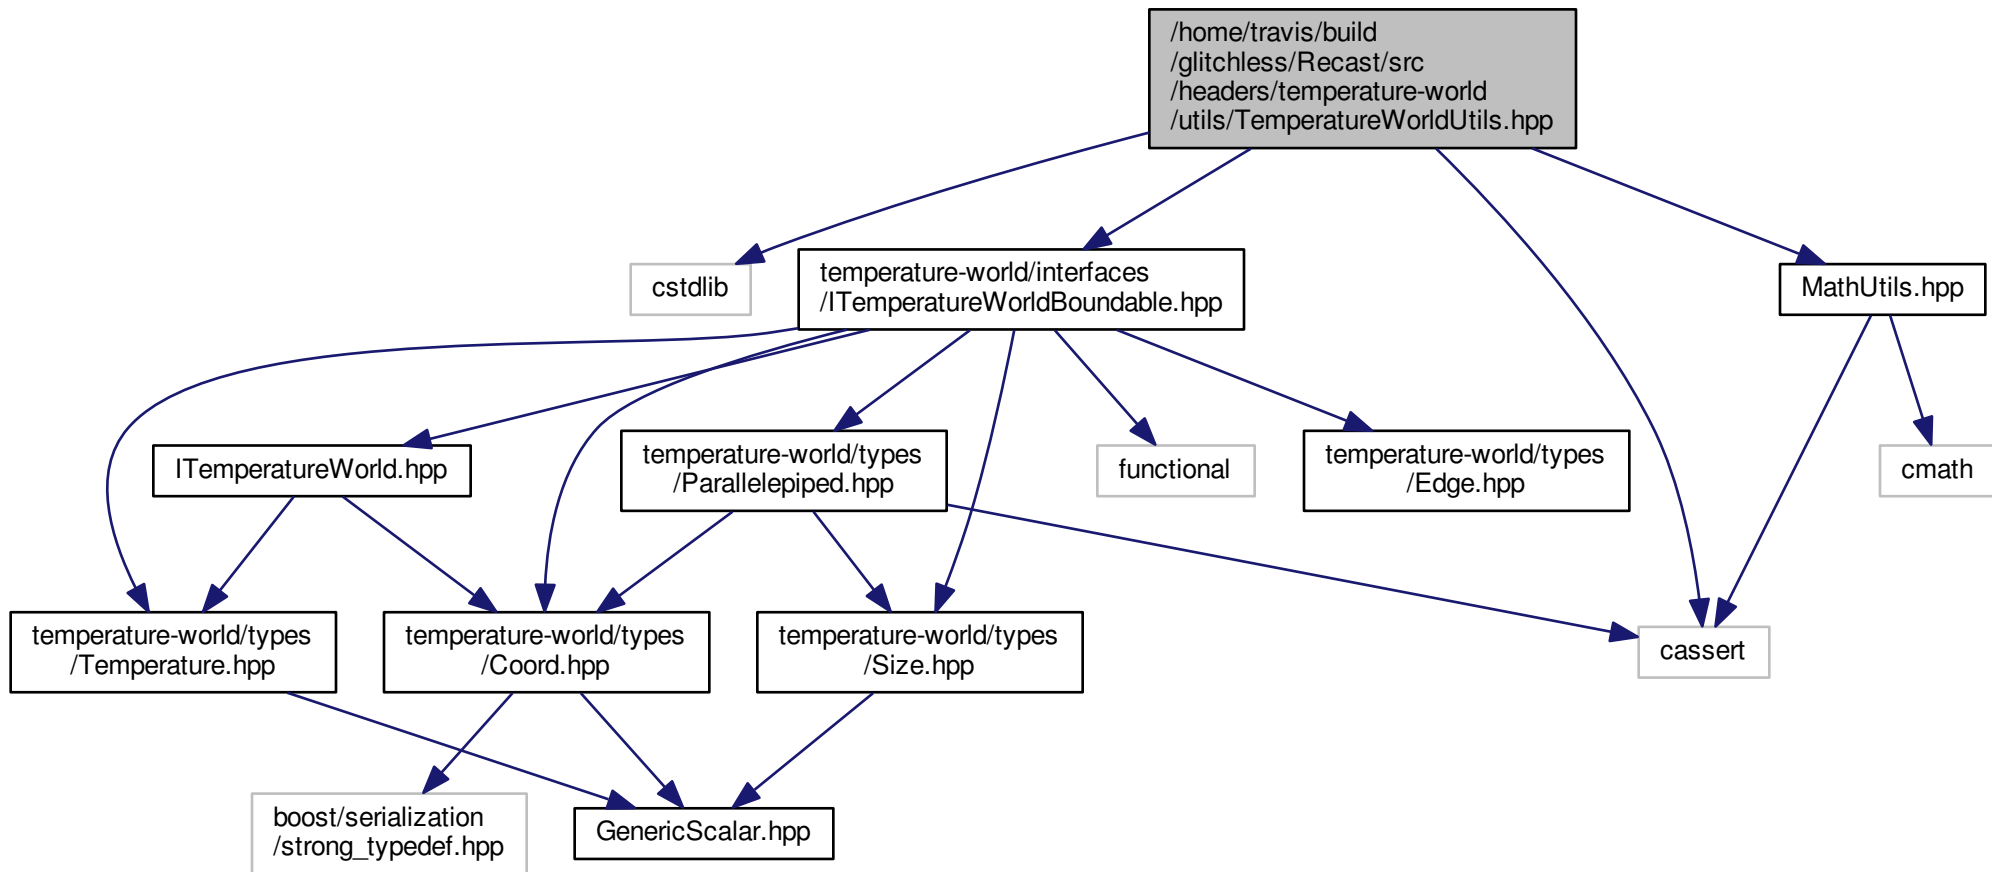 /home/travis/build
/glitchless/Recast/src
/headers/temperature-world
/utils/TemperatureWorldUtils.hpp
cstdlib
temperature-world/interfaces
/ITemperatureWorldBoundable.hpp
MathUtils.hpp
ITemperatureWorld.hpp
temperature-world/types
/Parallelepiped.hpp
functional
temperature-world/types
/Edge.hpp
cmath
temperature-world/types
/Temperature.hpp
temperature-world/types
/Coord.hpp
temperature-world/types
/Size.hpp
cassert
boost/serialization
/strong_typedef.hpp
GenericScalar.hpp